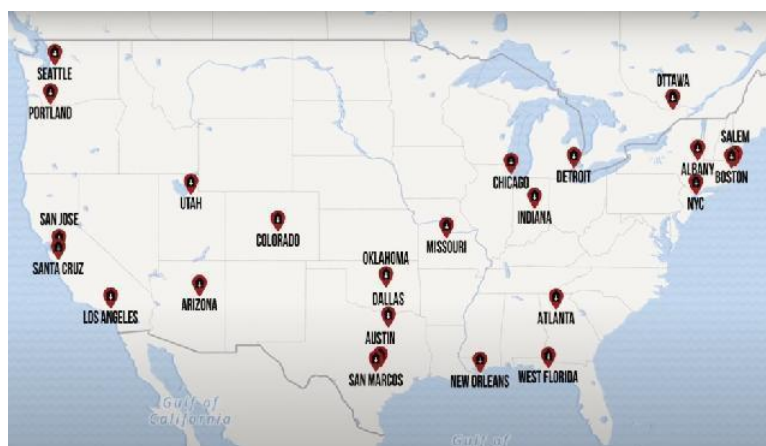 SEATTLE
PORTLAND
OTTAWA
SALEM
ALBANY
BOSTON
NYC
CHICAGO
DETROIT
UTAH
INDIANA
SAN JOSE
SANTA CRUZ
COLORADO
MISSOURI
OKLAHOMA
ARIZONA
DALLAS
LOS ANGELES
ATLANTA
AUSTIN
SAN MARCOS
NEW ORLEANS
WEST FLORIDA
Gulf of
California
Gulf of